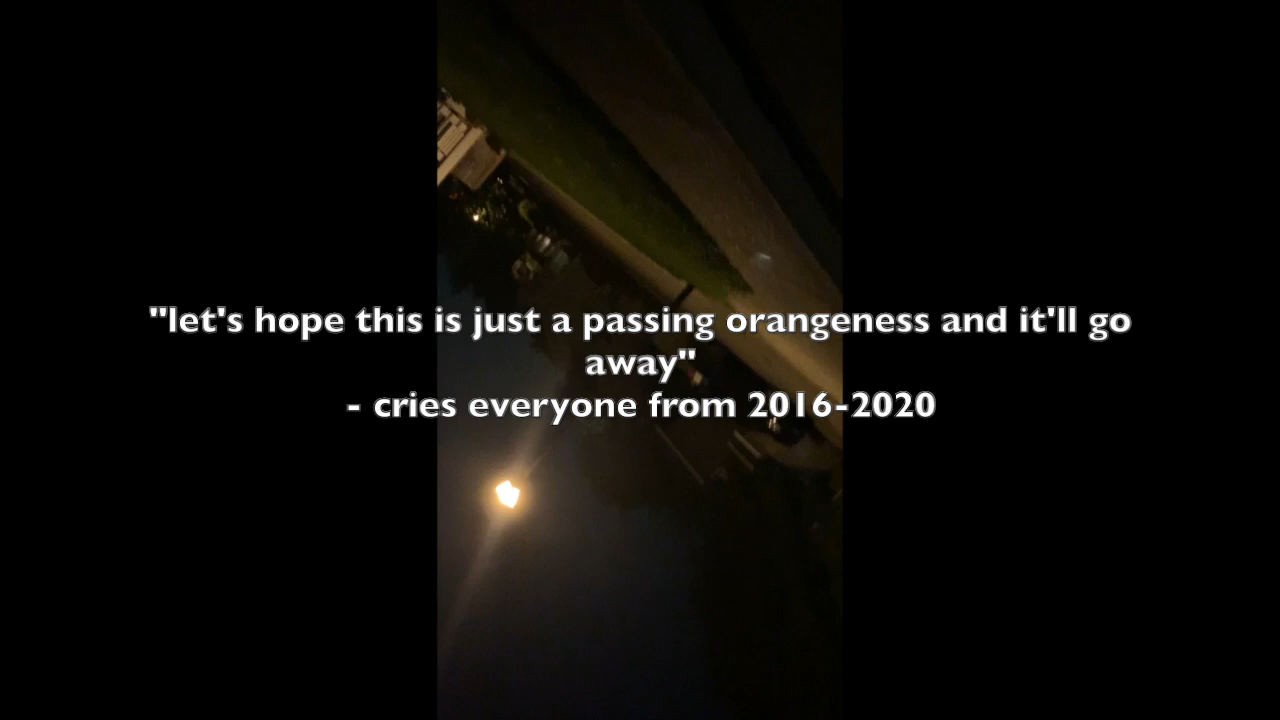 "let's hope this is just a passing orangeness and it'll go
away"
- cries everyone from 2016-2020